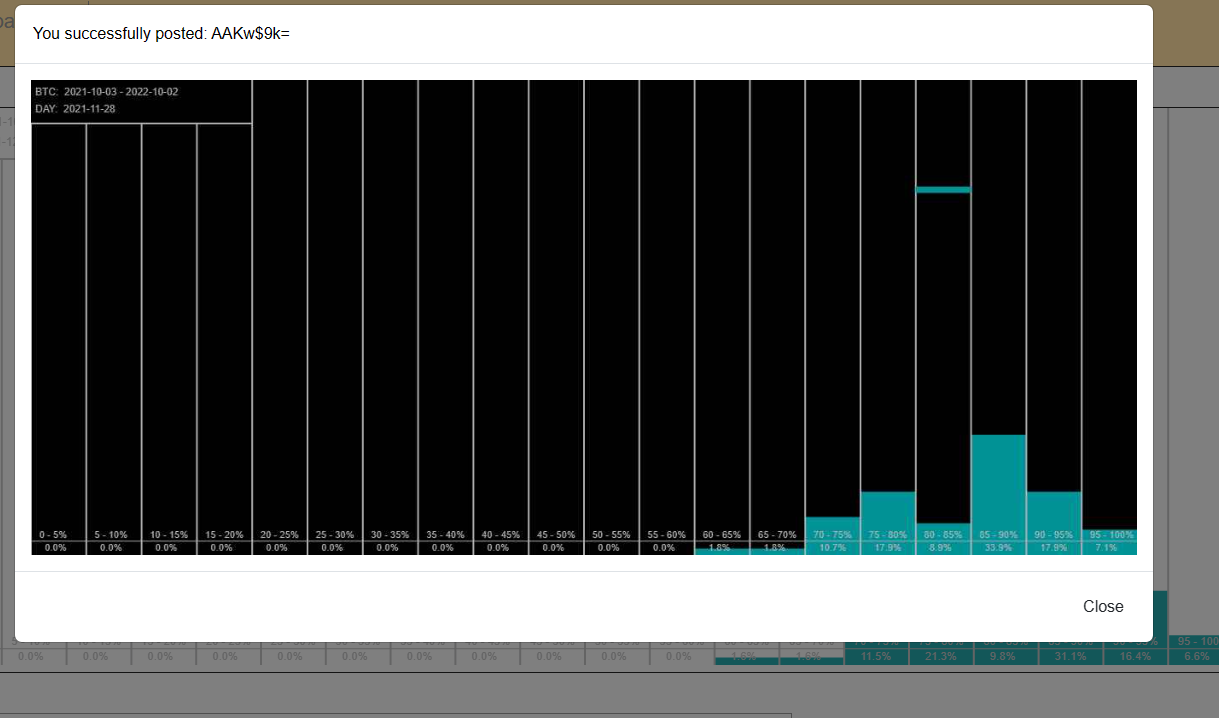 pa
You successfully posted: AAKw$9k=
BTC: 2021-10-03 - 2022-10-02
DAY: 2021-11-28
0 - 5% 5 - 10% 10 - 15% 15 - 20% 20 - 25% 25 - 30% 30 - 35% 35 - 40% 40 - 45% 45 - 50% 50 - 55% 55 - 60% 60 - 65% 65 - 70% 70 - 75% 75 - 80% 80 - 85% 85 - 90% 90 - 95% 95 - 100%
0.0% 0.0% 0.0% 0.0% 0.0% 0.0% 0.0% 0.0% 0.0% 0.0% 0.0% 0.0% 1.8% 1.8% 10.7% 17.9% 8.9% 33.9% 17.9% 7.1%
Close
95 - 100
0.0% 0.0% 0.0% 0.0% 0.0% 0.0% 0.0% 0.0% 0.0% 0.0% 0.0% 1.6% 1.6% 11.5% 21.3% 9.8% 31.1% 16.4% 6.6%